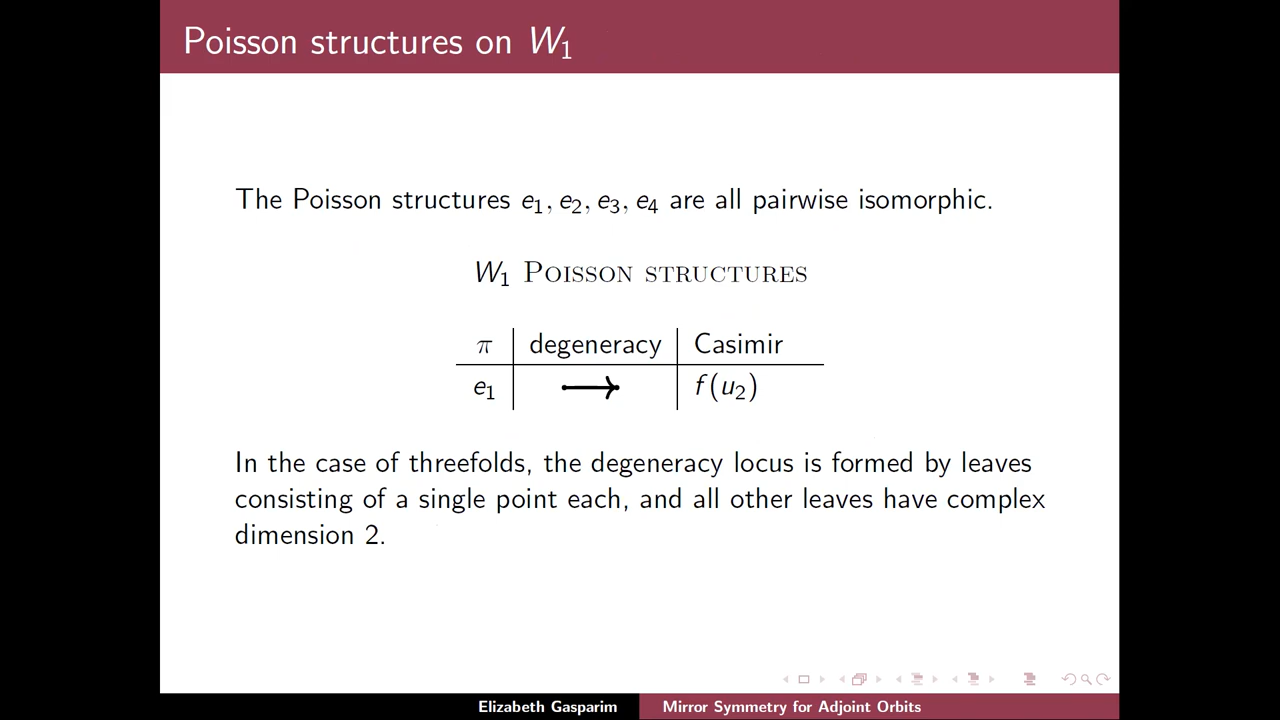 Poisson structures on W₁
The Poisson structures e₁, e₂, e₃, e₄ are all pairwise isomorphic.
W₁ POISSON STRUCTURES
π degeneracy Casimir
e₁ ⟶ f(u₂)
In the case of threefolds, the degeneracy locus is formed by leaves
consisting of a single point each, and all other leaves have complex
dimension 2.
Elizabeth Gasparim Mirror Symmetry for Adjoint Orbits